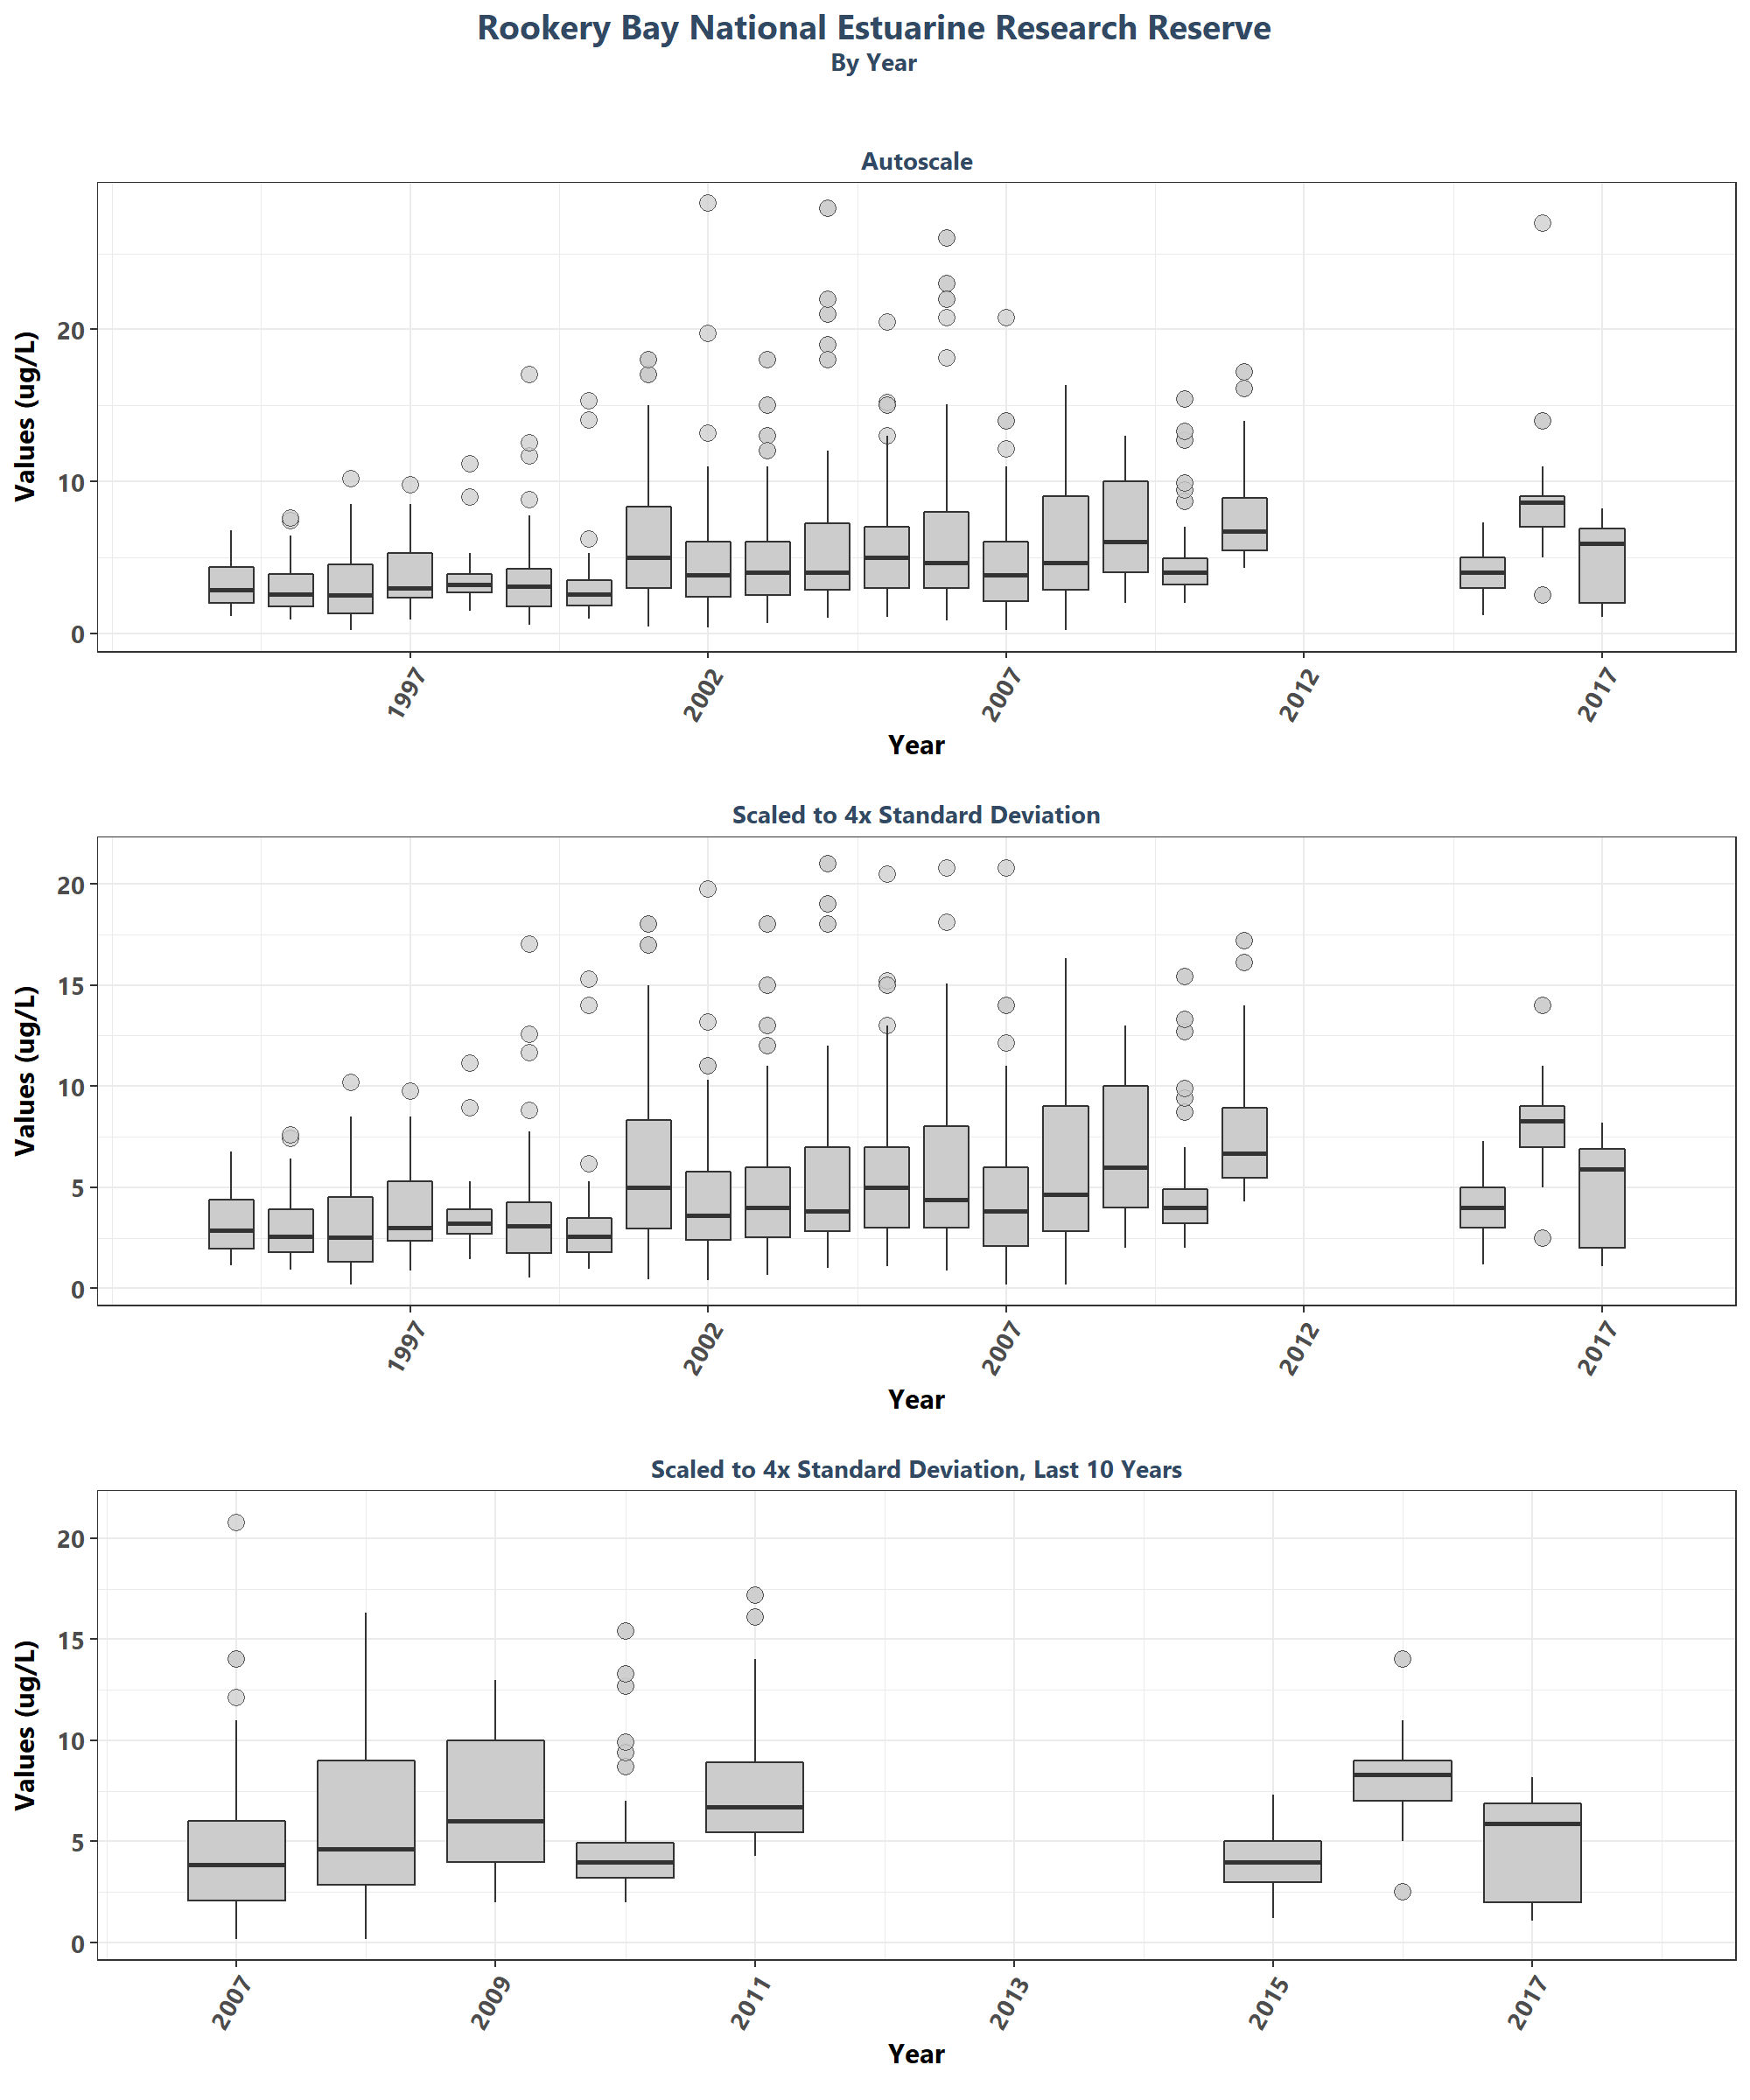 Rookery Bay National Estuarine Research Reserve
By Year
Autoscale
Values (ug/L)
20
10
0
1997
2002
2007
2012
2017
Year
Scaled to 4x Standard Deviation
Values (ug/L)
20
15
10
5
0
1997
2002
2007
2012
2017
Year
Scaled to 4x Standard Deviation, Last 10 Years
Values (ug/L)
20
15
10
5
0
2007
2009
2011
2013
2015
2017
Year